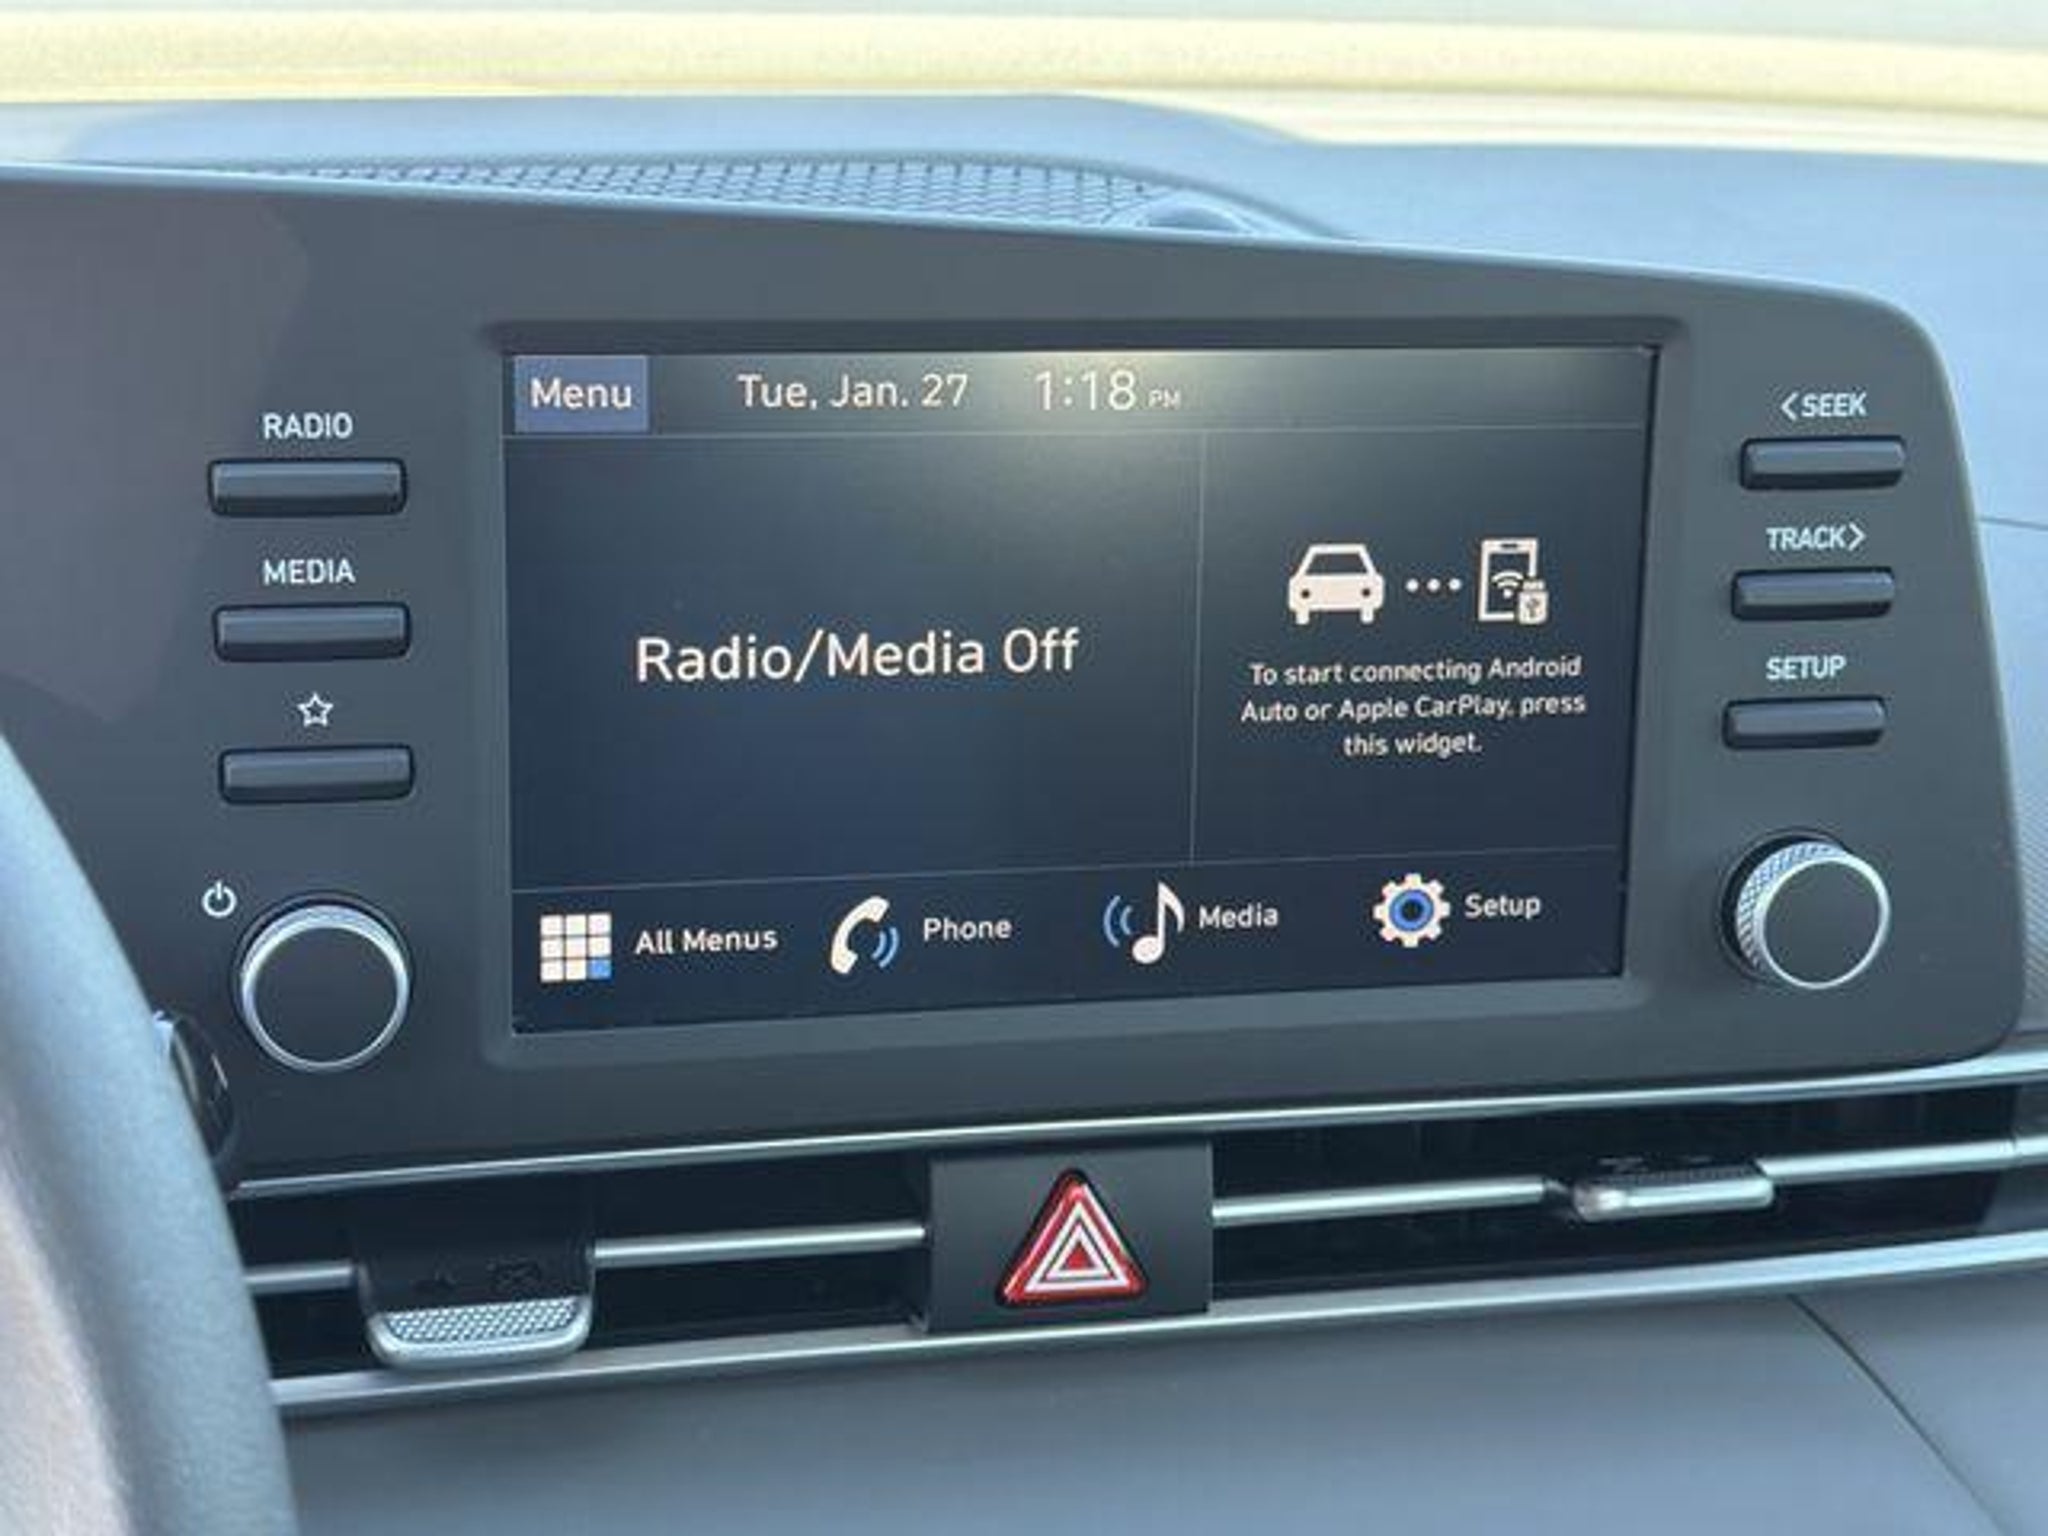 Menu
Tue, Jan. 27
1:18 PM
RADIO
MEDIA
Radio/Media Off
To start connecting Android
Auto or Apple CarPlay, press
this widget.
All Menus
Phone
Media
Setup
<SEEK
TRACK>
SETUP